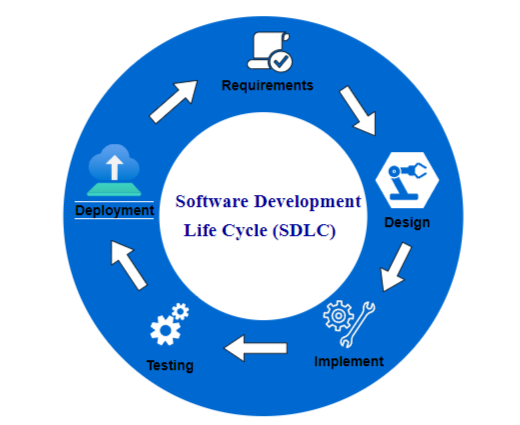 Requirements
Design
Implement
Testing
Deployment
Software Development
Life Cycle (SDLC)